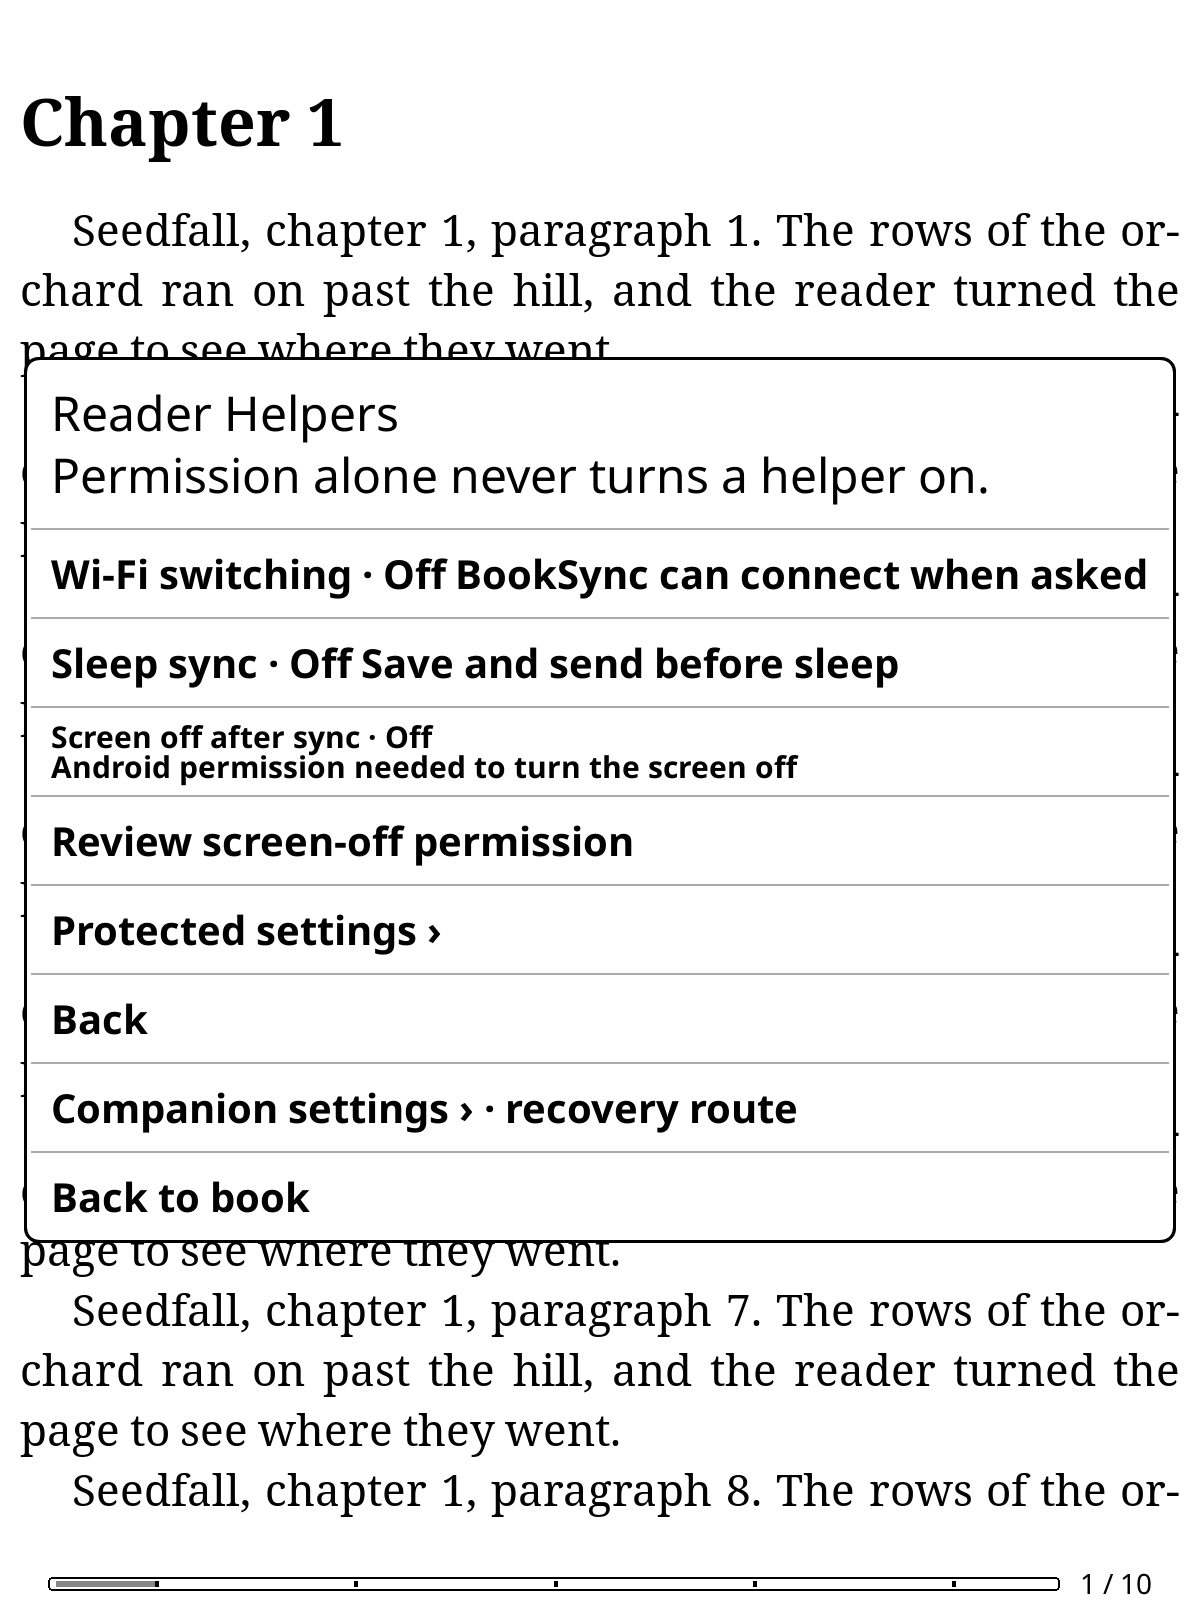 Chapter 1
Seedfall, chapter 1, paragraph 1. The rows of the or-
chard ran on past the hill, and the reader turned the
page to see where they went.
Reader Helpers
Permission alone never turns a helper on.
Wi-Fi switching · Off BookSync can connect when asked
Sleep sync · Off Save and send before sleep
Screen off after sync · Off
Android permission needed to turn the screen off
Review screen-off permission
Protected settings ›
Back
Companion settings › · recovery route
Back to book
page to see where they went.
Seedfall, chapter 1, paragraph 7. The rows of the or-
chard ran on past the hill, and the reader turned the
page to see where they went.
Seedfall, chapter 1, paragraph 8. The rows of the or-
1 / 10